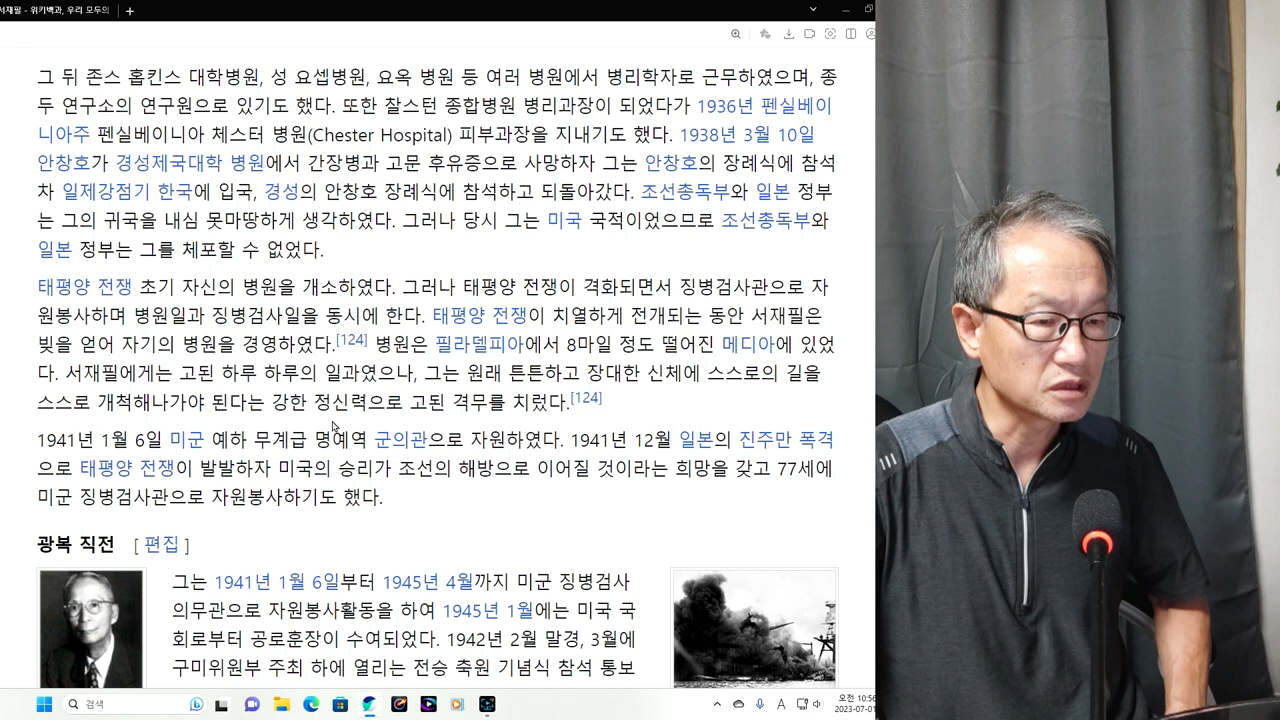 서재필 - 위키백과, 우리 모두의
그 뒤 존스 홉킨스 대학병원, 성 요셉병원, 요옥 병원 등 여러 병원에서 병리학자로 근무하였으며, 종
두 연구소의 연구원으로 있기도 했다. 또한 찰스턴 종합병원 병리과장이 되었다가 1936년 펜실베이
니아주 펜실베이니아 체스터 병원(Chester Hospital) 피부과장을 지내기도 했다. 1938년 3월 10일
안창호가 경성제국대학 병원에서 간장병과 고문 후유증으로 사망하자 그는 안창호의 장례식에 참석
차 일제강점기 한국에 입국, 경성의 안창호 장례식에 참석하고 되돌아갔다. 조선총독부와 일본 정부
는 그의 귀국을 내심 못마땅하게 생각하였다. 그러나 당시 그는 미국 국적이었으므로 조선총독부와
일본 정부는 그를 체포할 수 없었다.
태평양 전쟁 초기 자신의 병원을 개소하였다. 그러나 태평양 전쟁이 격화되면서 징병검사관으로 자
원봉사하며 병원일과 징병검사일을 동시에 한다. 태평양 전쟁이 치열하게 전개되는 동안 서재필은
빚을 얻어 자기의 병원을 경영하였다.[124] 병원은 필라델피아에서 8마일 정도 떨어진 메디아에 있었
다. 서재필에게는 고된 하루 하루의 일과였으나, 그는 원래 튼튼하고 장대한 신체에 스스로의 길을
스스로 개척해나가야 된다는 강한 정신력으로 고된 격무를 치렀다.[124]
1941년 1월 6일 미군 예하 무계급 명예역 군의관으로 자원하였다. 1941년 12월 일본의 진주만 폭격
으로 태평양 전쟁이 발발하자 미국의 승리가 조선의 해방으로 이어질 것이라는 희망을 갖고 77세에
미군 징병검사관으로 자원봉사하기도 했다.
광복 직전 [ 편집 ]
그는 1941년 1월 6일부터 1945년 4월까지 미군 징병검사
의무관으로 자원봉사활동을 하여 1945년 1월에는 미국 국
회로부터 공로훈장이 수여되었다. 1942년 2월 말경, 3월에
구미위원부 주최 하에 열리는 전승 축원 기념식 참석 통보
검색
A
오전 10:56
2023-07-01